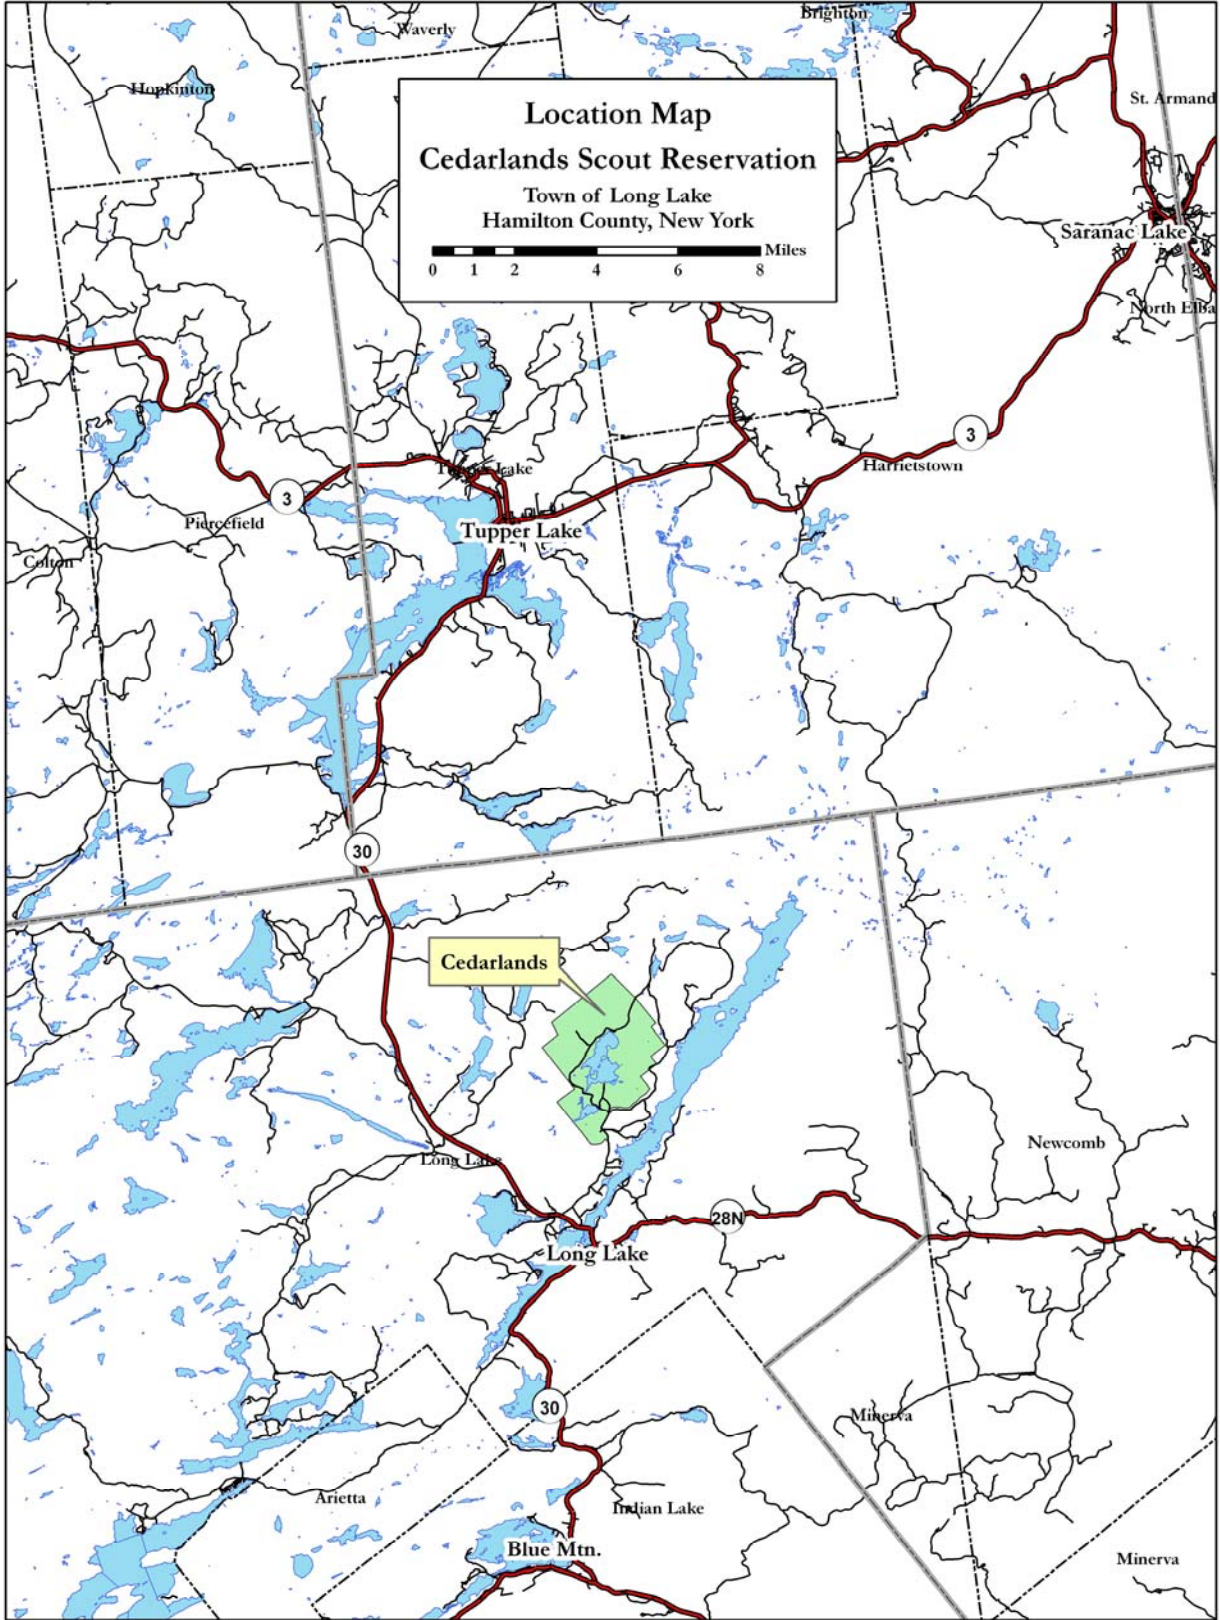 Waverly
Brighton
Hopkinton
St. Armand
Location Map
Cedarlands Scout Reservation
Town of Long Lake
Hamilton County, New York
Miles
0 1 2 4 6 8
Saranac Lake
North Elba
3
Harrietstown
Tupper Lake
3
Piercefield
Tupper Lake
Colton
30
Cedarlands
Newcomb
Long Lake
28N
Long Lake
30
Minerva
Arietta
Indian Lake
Blue Mtn.
Minerva